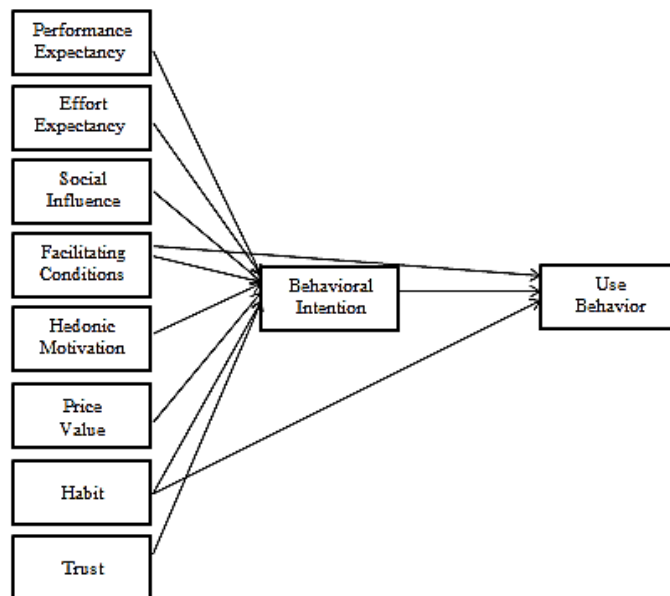 Performance
Expectancy
Effort
Expectancy
Social
Influence
Facilitating
Conditions
Hedonic
Motivation
Price
Value
Habit
Trust
Behavioral
Intention
Use
Behavior